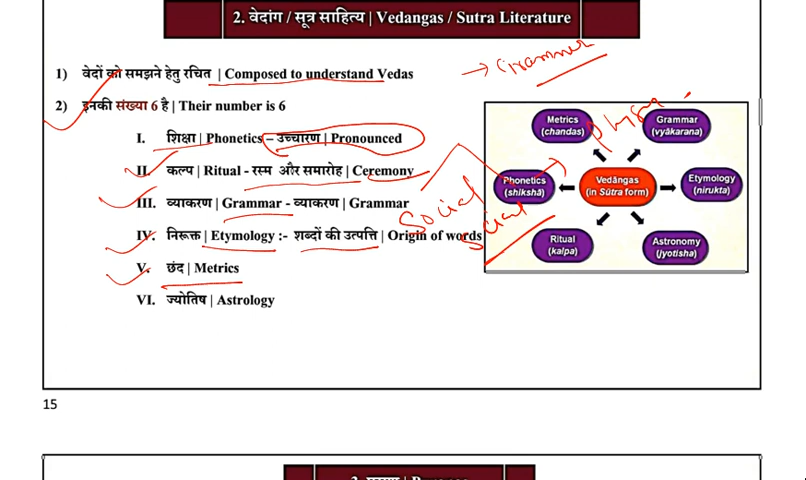 2. वेदांग / सूत्र साहित्य | Vedangas / Sutra Literature
1) वेदों को समझने हेतु रचित | Composed to understand Vedas
→ Grammer
2) इनकी संख्या 6 है | Their number is 6
I. शिक्षा | Phonetics – उच्चारण | Pronounced
II. कल्प | Ritual - रस्म और समारोह | Ceremony
III. व्याकरण | Grammar - व्याकरण | Grammar
IV. निरूक्त | Etymology :- शब्दों की उत्पत्ति | Origin of words
V. छंद | Metrics
VI. ज्योतिष | Astrology
Social
Social
Metrics
(chandas)
Grammar
(vyākarana)
Phonetics
(shikshā)
Vedāngas
(in Sūtra form)
Etymology
(nirukta)
Ritual
(kalpa)
Astronomy
(jyotisha)
15